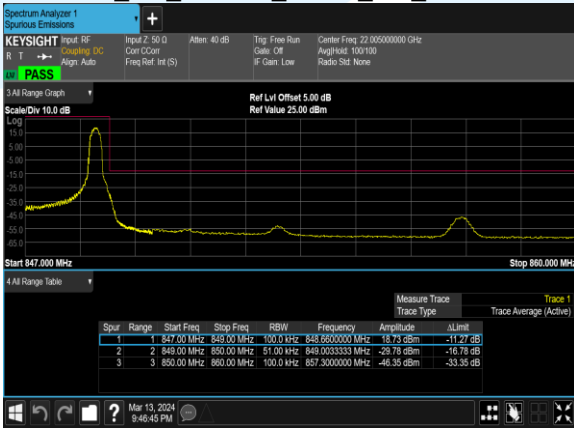 Spectrum Analyzer 1
Spurious Emissions
+
KEYSIGHT Input: RF Input Z: 50 Ω Atten: 40 dB Trig: Free Run Center Freq: 22.005000000 GHz
R T Coupling: DC Corr CCorr Gate: Off Avg|Hold: 100/100
Align: Auto Freq Ref: Int (S) IF Gain: Low Radio Std: None
PASS
3 All Range Graph
Ref Lvl Offset 5.00 dB
Scale/Div 10.0 dB Ref Value 25.00 dBm
Log
15.0
5.00
-5.00
-15.0
-25.0
-35.0
-45.0
-55.0
-65.0
Start 847.000 MHz Stop 860.000 MHz
4 All Range Table
Measure Trace Trace 1
Trace Type Trace Average (Active)
Spur Range Start Freq Stop Freq RBW Frequency Amplitude ΔLimit
1 1 847.00 MHz 849.00 MHz 100.0 kHz 848.6600000 MHz 18.73 dBm -11.27 dB
2 2 849.00 MHz 850.00 MHz 51.00 kHz 849.0033333 MHz -29.78 dBm -16.78 dB
3 3 850.00 MHz 860.00 MHz 100.0 kHz 857.3000000 MHz -46.35 dBm -33.35 dB
? Mar 13, 2024
9:46:45 PM